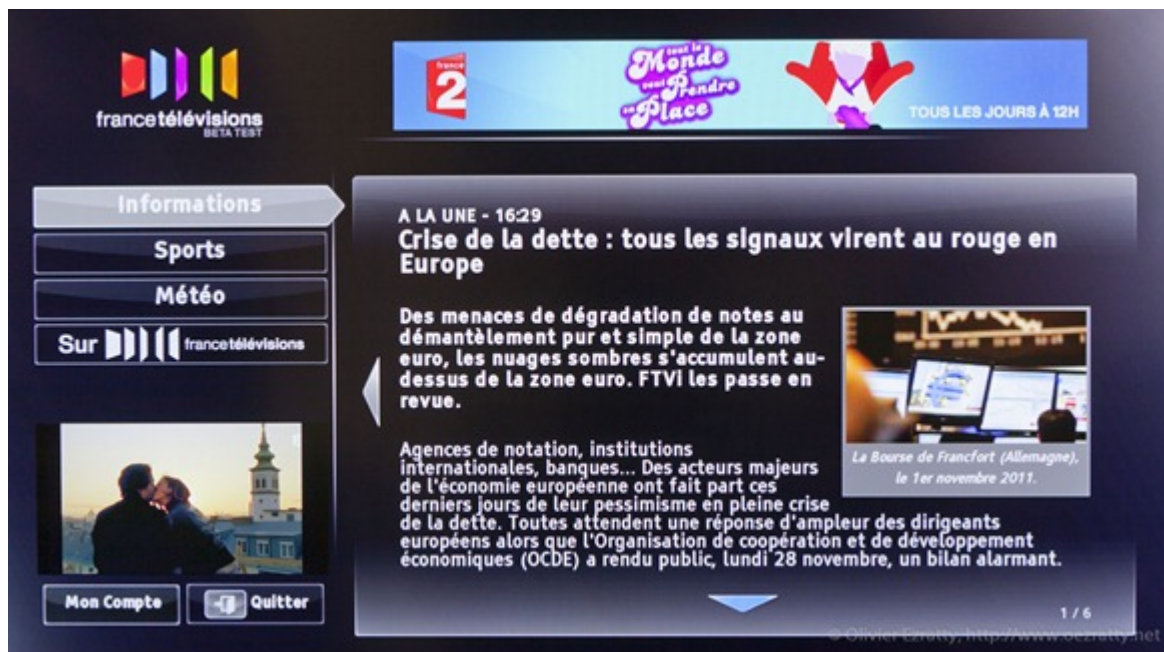 francetélévisions
BETA TEST
france
2
Tout le
Monde
veut Prendre
sa Place
TOUS LES JOURS À 12H
Informations
Sports
Météo
Sur francetélévisions
Mon Compte
Quitter
A LA UNE - 16:29
Crise de la dette : tous les signaux virent au rouge en
Europe
Des menaces de dégradation de notes au
démantèlement pur et simple de la zone
euro, les nuages sombres s'accumulent au-
dessus de la zone euro. FTVi les passe en
revue.
La Bourse de Francfort (Allemagne),
le 1er novembre 2011.
Agences de notation, institutions
internationales, banques... Des acteurs majeurs
de l'économie européenne ont fait part ces
derniers jours de leur pessimisme en pleine crise
de la dette. Toutes attendent une réponse d'ampleur des dirigeants
européens alors que l'Organisation de coopération et de développement
économiques (OCDE) a rendu public, lundi 28 novembre, un bilan alarmant.
1 / 6
© Olivier Ezratty, http://www.oezratty.net